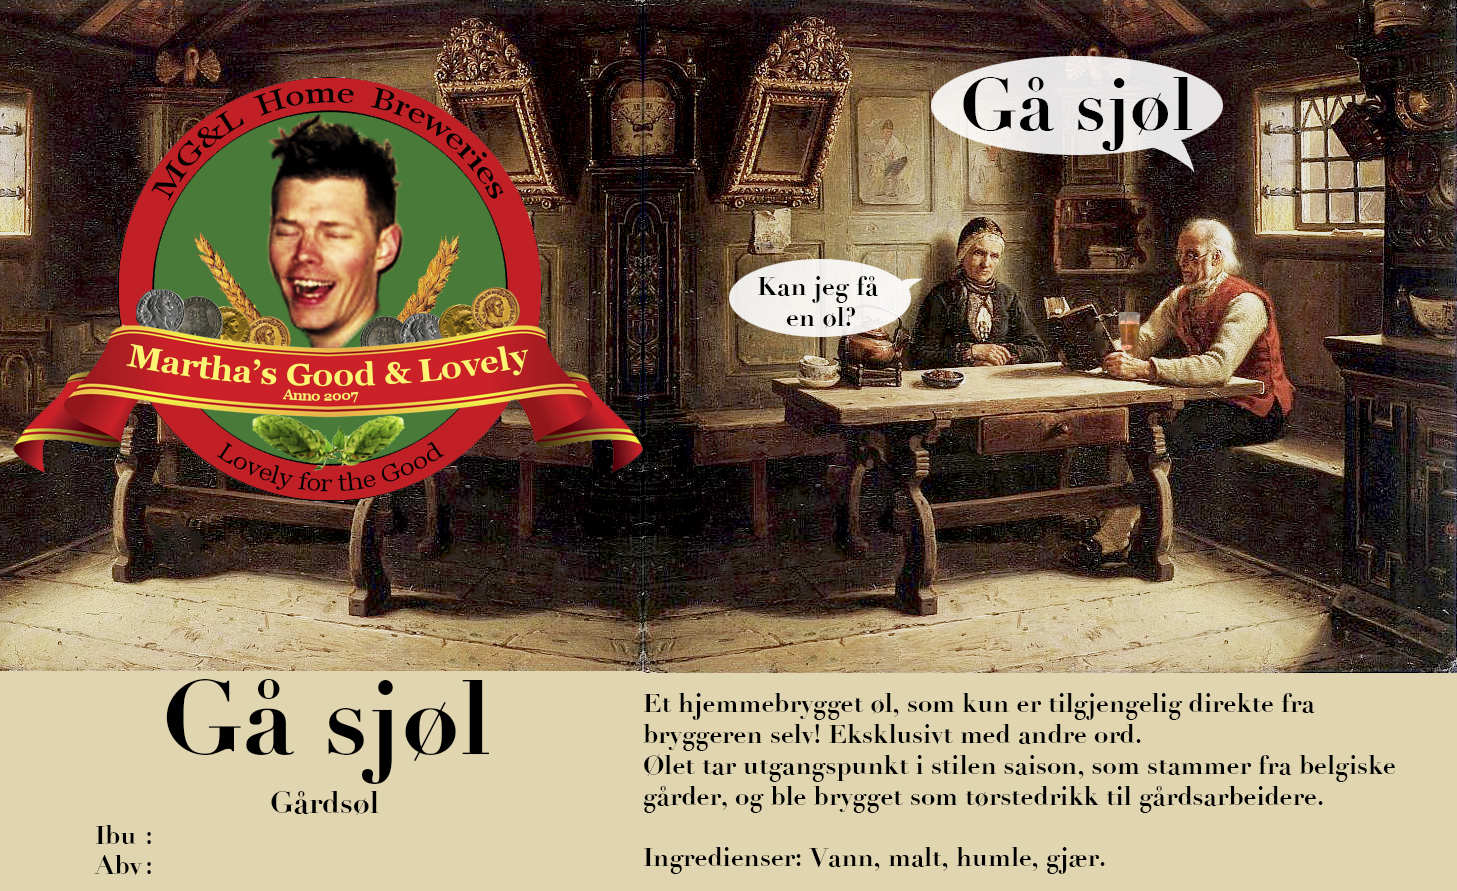 MG&L Home Breweries
Martha's Good & Lovely
Anno 2007
Lovely for the Good
Gå sjøl
Kan jeg få
en øl?
Gå sjøl
Gårdsøl
Ibu :
Abv :
Et hjemmebrygget øl, som kun er tilgjengelig direkte fra
bryggeren selv! Eksklusivt med andre ord.
Ølet tar utgangspunkt i stilen saison, som stammer fra belgiske
gårder, og ble brygget som tørstedrikk til gårdsarbeidere.
Ingredienser: Vann, malt, humle, gjær.